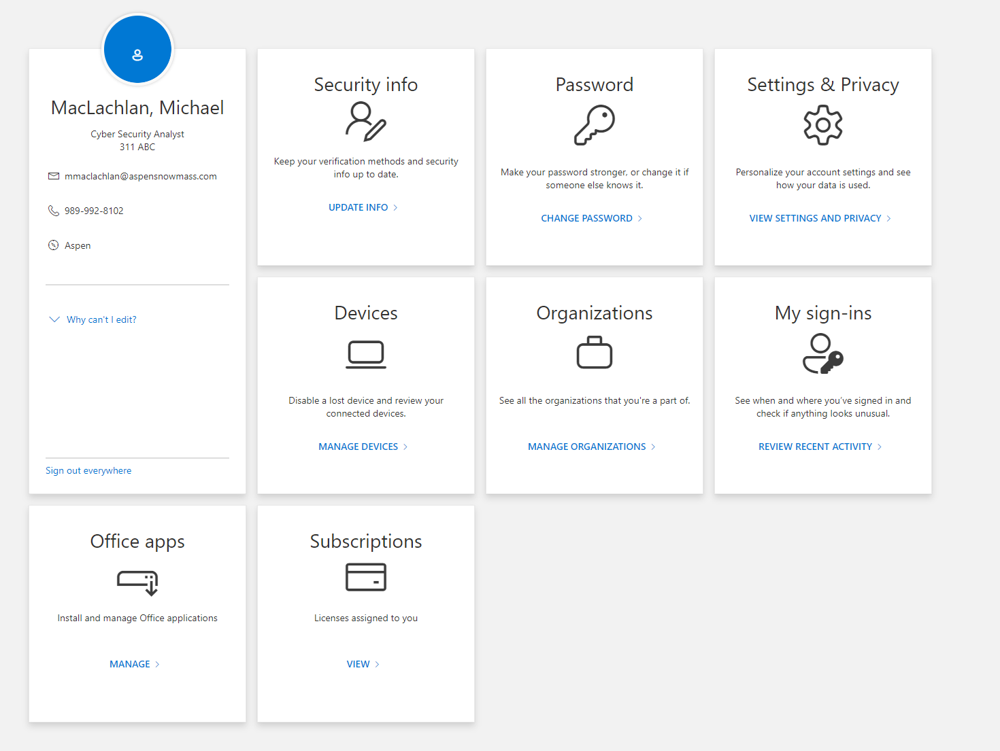 MacLachlan, Michael
Cyber Security Analyst
311 ABC
mmaclachlan@aspensnowmass.com
989-992-8102
Aspen
Why can't I edit?
Sign out everywhere
Security info
Keep your verification methods and security
info up to date.
UPDATE INFO
Password
Make your password stronger, or change it if
someone else knows it.
CHANGE PASSWORD
Settings & Privacy
Personalize your account settings and see
how your data is used.
VIEW SETTINGS AND PRIVACY
Devices
Disable a lost device and review your
connected devices.
MANAGE DEVICES
Organizations
See all the organizations that you're a part of.
MANAGE ORGANIZATIONS
My sign-ins
See when and where you’ve signed in and
check if anything looks unusual.
REVIEW RECENT ACTIVITY
Office apps
Install and manage Office applications
MANAGE
Subscriptions
Licenses assigned to you
VIEW